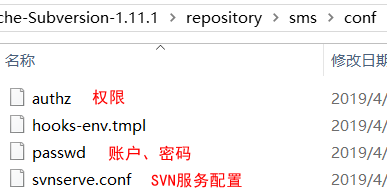 che-Subversion-1.11.1 > repository > sms > conf
名称 修改日期
authz 权限 2019/4/
hooks-env.tmpl 2019/4/
passwd 账户、密码 2019/4/
svnserve.conf SVN服务配置 2019/4/